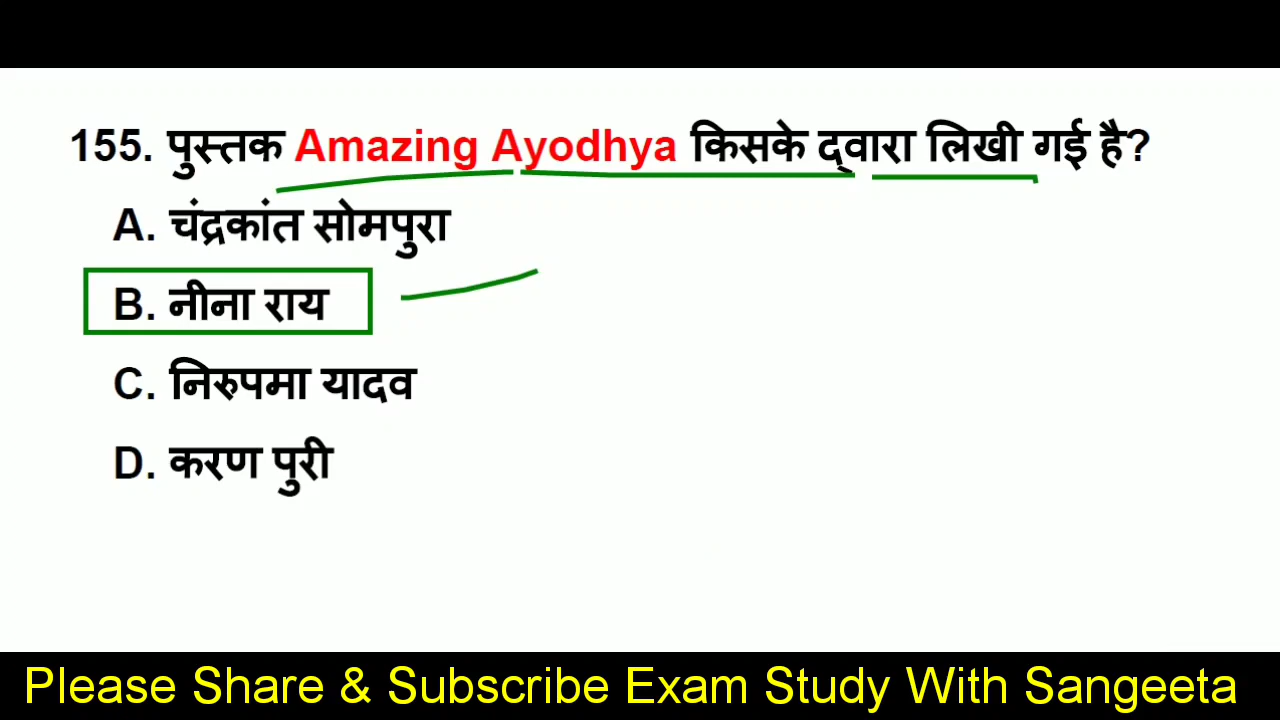 155. पुस्तक Amazing Ayodhya किसके द्वारा लिखी गई है?
A. चंद्रकांत सोमपुरा
B. नीना राय
C. निरुपमा यादव
D. करण पुरी
Please Share & Subscribe Exam Study With Sangeeta